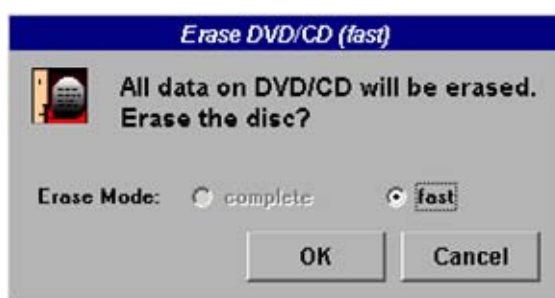 Erase DVD/CD (fast)
All data on DVD/CD will be erased.
Erase the disc?
Erase Mode: complete fast
OK Cancel